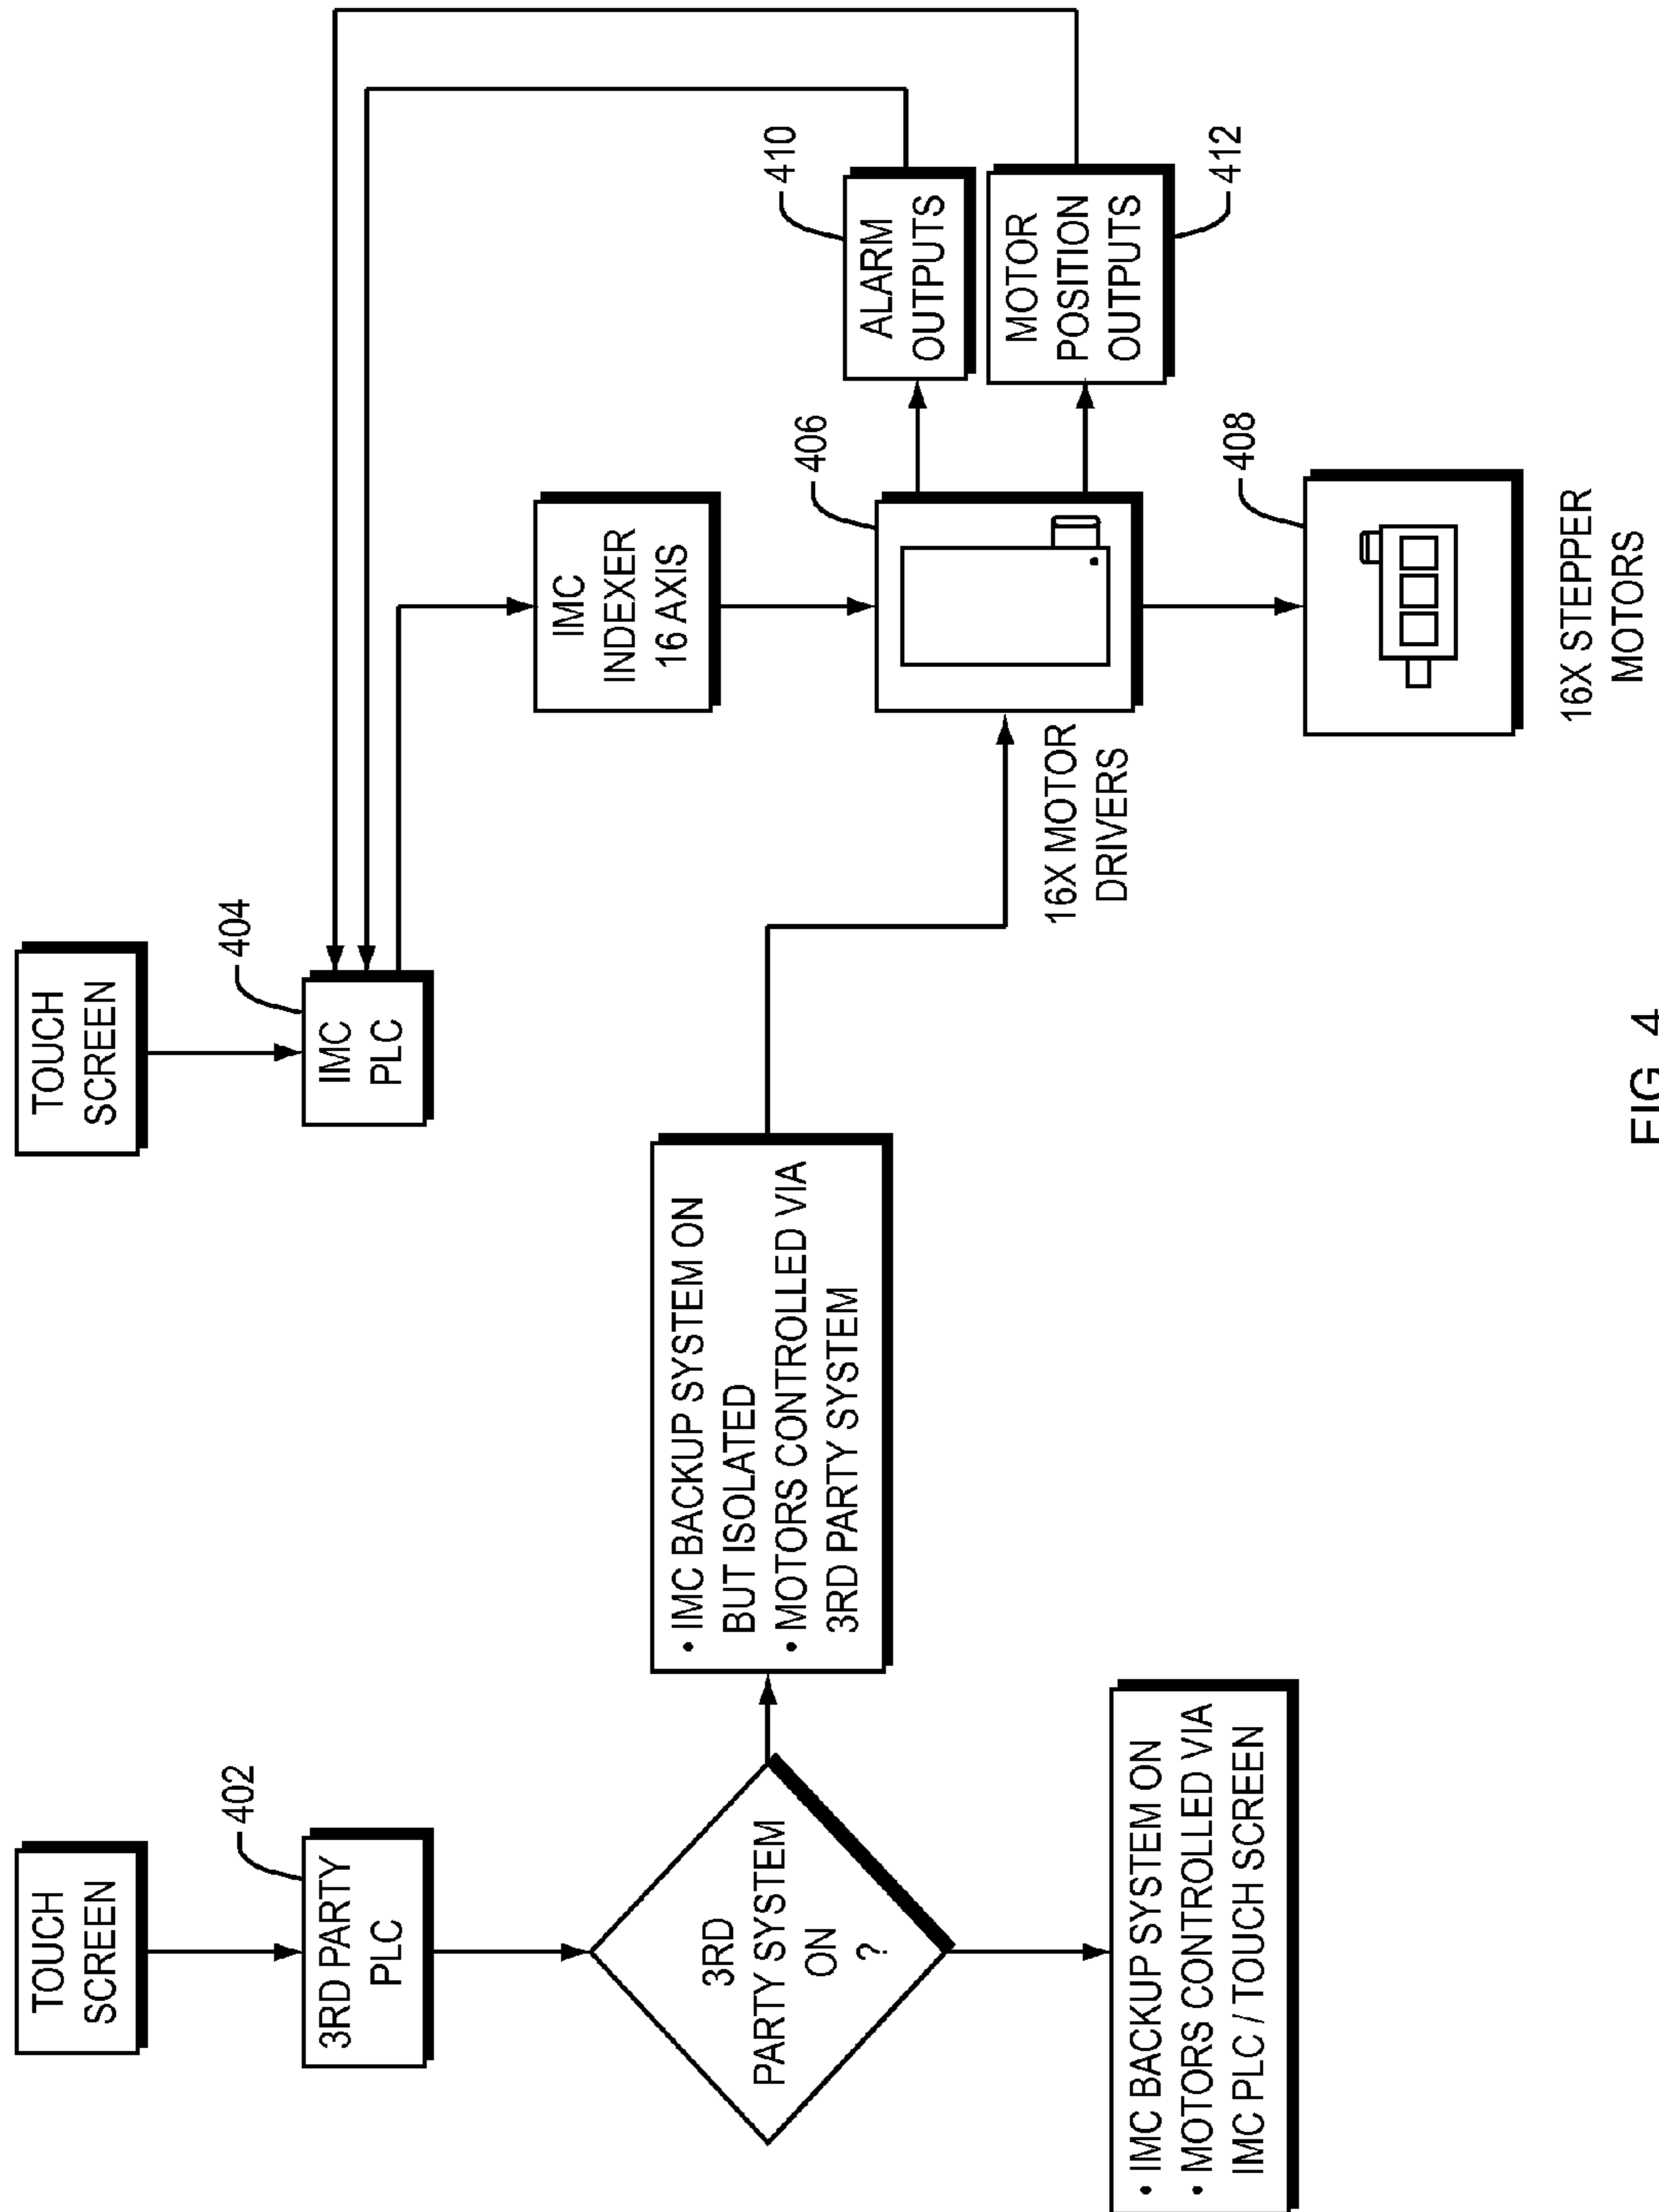 TOUCH
SCREEN
402
3RD PARTY
PLC
3RD
PARTY SYSTEM
ON
?
• IMC BACKUP SYSTEM ON
• MOTORS CONTROLLED VIA
IMC PLC / TOUCH SCREEN
• IMC BACKUP SYSTEM ON
BUT ISOLATED
• MOTORS CONTROLLED VIA
3RD PARTY SYSTEM
TOUCH
SCREEN
404
IMC
PLC
IMC
INDEXER
16 AXIS
406
16X MOTOR
DRIVERS
408
16X STEPPER
MOTORS
410
ALARM
OUTPUTS
MOTOR
POSITION
OUTPUTS
412
FIG. 4